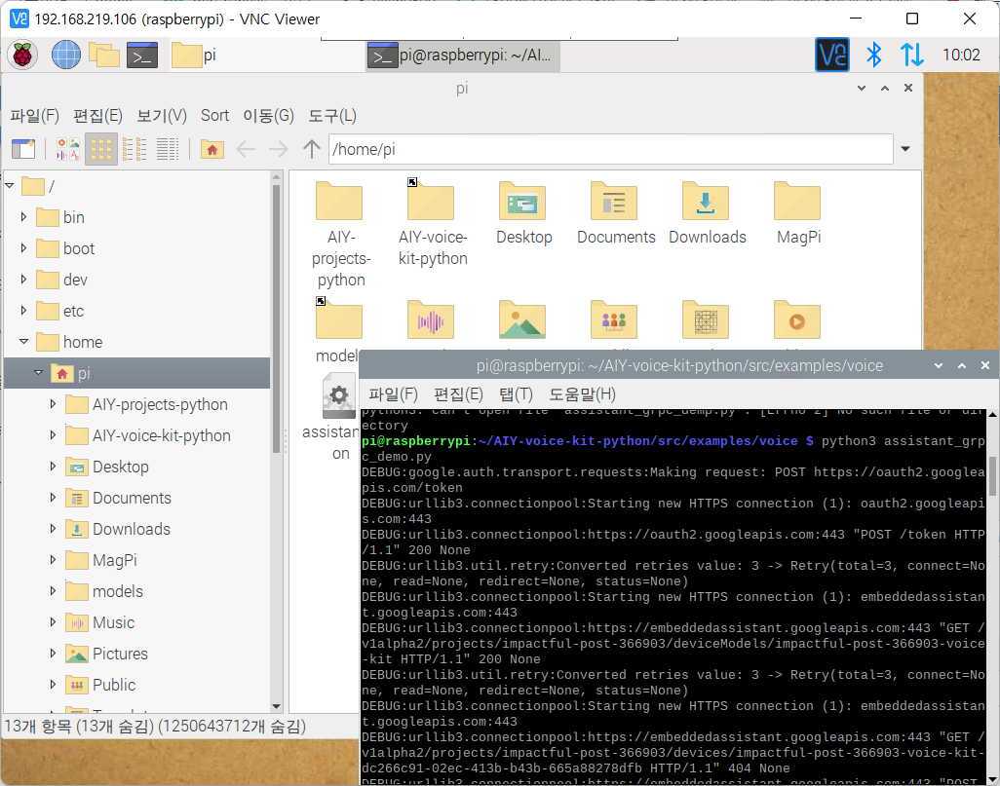 192.168.219.106 (raspberrypi) - VNC Viewer
pi
pi@raspberrypi: ~/AI...
10:02
pi
파일(F) 편집(E) 보기(V) Sort 이동(G) 도구(L)
/home/pi
/
bin
boot
dev
etc
home
pi
AIY-projects-python
AIY-voice-kit-python
Desktop
Documents
Downloads
MagPi
models
Music
Pictures
Public
13개 항목 (13개 숨김) (1250643712개 숨김)
AIY-
projects-
python
AIY-voice-
kit-python
Desktop
Documents
Downloads
MagPi
models
assistan
on
pi@raspberrypi: ~/AIY-voice-kit-python/src/examples/voice
파일(F) 편집(E) 탭(T) 도움말(H)
python3: can't open file 'assistant_grpc_demp.py': [Errno 2] No such file or dir
ectory
pi@raspberrypi:~/AIY-voice-kit-python/src/examples/voice $ python3 assistant_grp
c_demo.py
DEBUG:google.auth.transport.requests:Making request: POST https://oauth2.googlea
pis.com/token
DEBUG:urllib3.connectionpool:Starting new HTTPS connection (1): oauth2.googleapi
s.com:443
DEBUG:urllib3.connectionpool:https://oauth2.googleapis.com:443 "POST /token HTTP
/1.1" 200 None
DEBUG:urllib3.util.retry:Converted retries value: 3 -> Retry(total=3, connect=No
ne, read=None, redirect=None, status=None)
DEBUG:urllib3.connectionpool:Starting new HTTPS connection (1): embeddedassistan
t.googleapis.com:443
DEBUG:urllib3.connectionpool:https://embeddedassistant.googleapis.com:443 "GET /
v1alpha2/projects/impactful-post-366903/deviceModels/impactful-post-366903-voice
-kit HTTP/1.1" 200 None
DEBUG:urllib3.util.retry:Converted retries value: 3 -> Retry(total=3, connect=No
ne, read=None, redirect=None, status=None)
DEBUG:urllib3.connectionpool:Starting new HTTPS connection (1): embeddedassistan
t.googleapis.com:443
DEBUG:urllib3.connectionpool:https://embeddedassistant.googleapis.com:443 "GET /
v1alpha2/projects/impactful-post-366903/devices/impactful-post-366903-voice-kit-
dc266c91-02ec-413b-b43b-665a88278dfb HTTP/1.1" 404 None
DEBUG:urllib3.connectionpool:https://embeddedassistant.googleapis.com:443 "POST